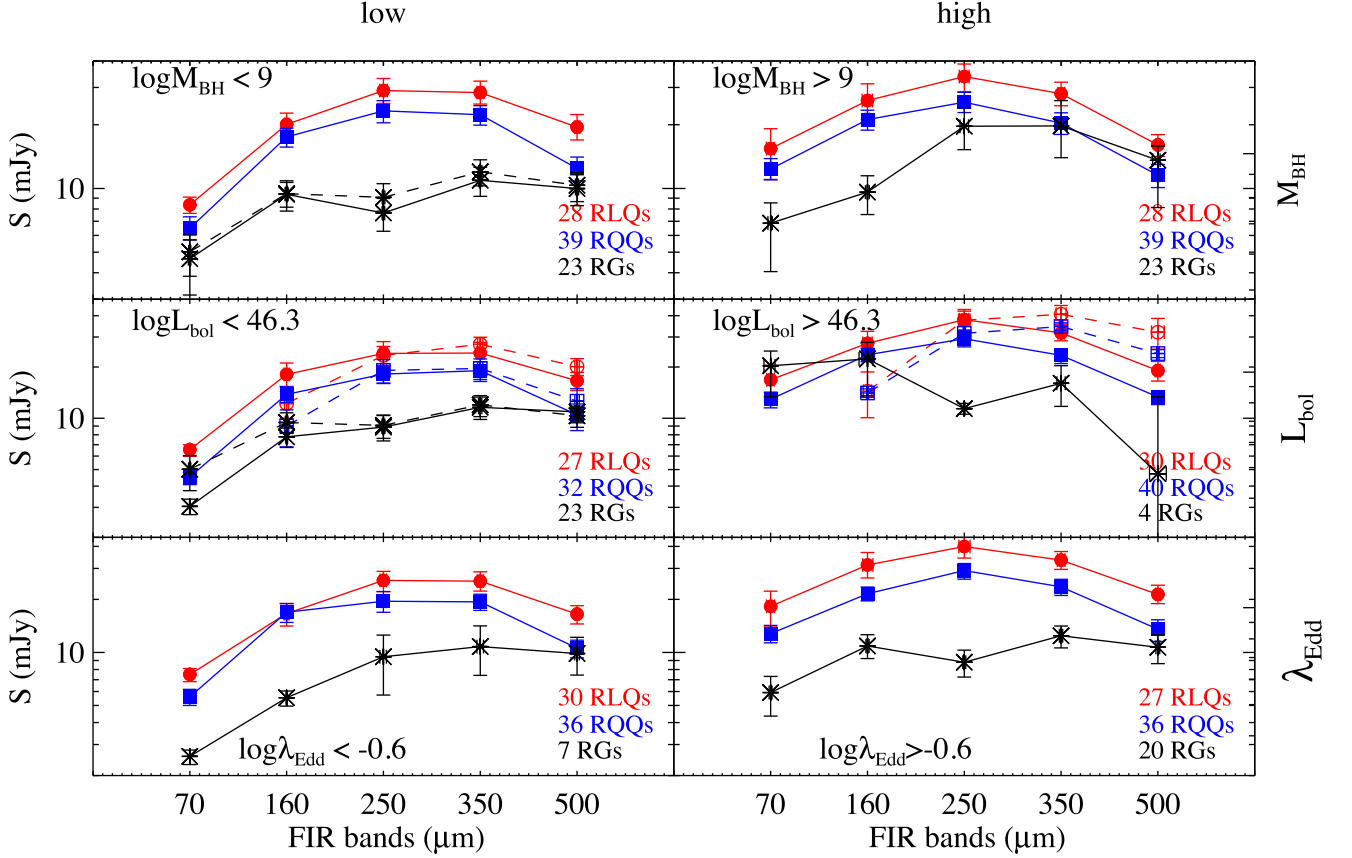 low high
logM_BH < 9 logM_BH > 9
S (mJy) 10 M_BH
28 RLQs 28 RLQs
39 RQQs 39 RQQs
23 RGs 23 RGs
logL_bol < 46.3 logL_bol > 46.3
S (mJy) 10 L_bol
27 RLQs 30 RLQs
32 RQQs 40 RQQs
23 RGs 4 RGs
S (mJy) 10 λ_Edd
30 RLQs 27 RLQs
36 RQQs 36 RQQs
logλ_Edd < -0.6 7 RGs logλ_Edd>-0.6 20 RGs
70 160 250 350 500 70 160 250 350 500
FIR bands (μm) FIR bands (μm)